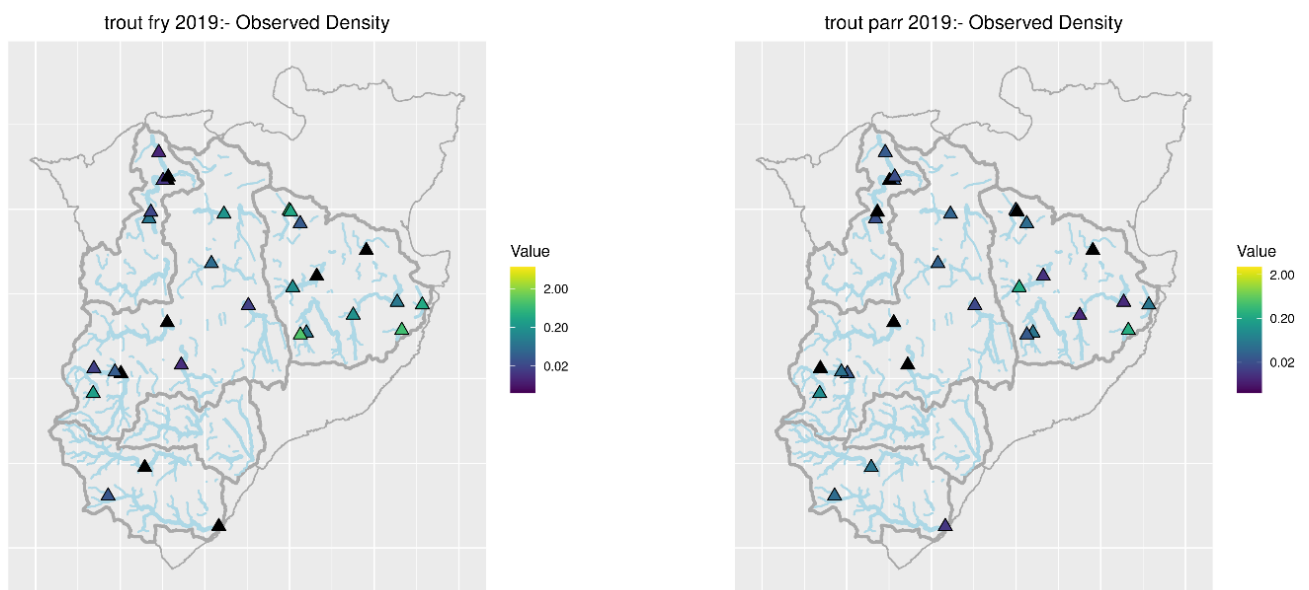 trout fry 2019:- Observed Density
Value
2.00
0.20
0.02
trout parr 2019:- Observed Density
Value
2.00
0.20
0.02